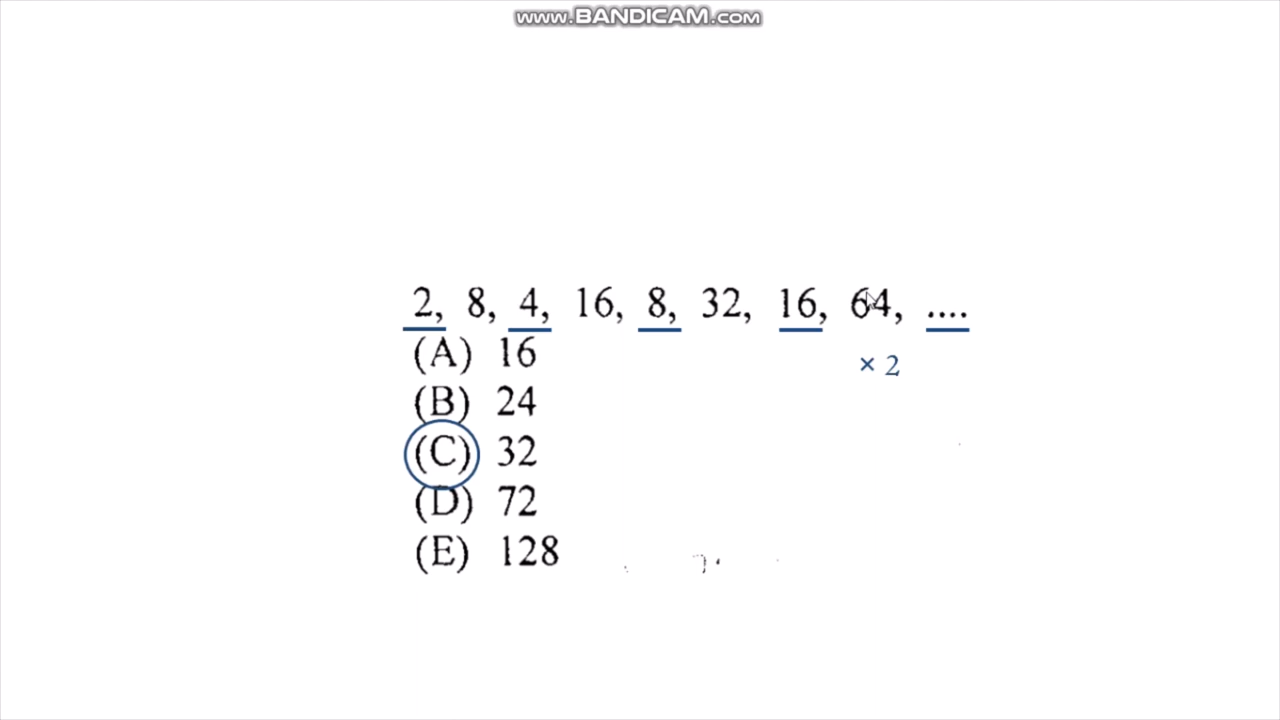 www.BANDICAM.com
2, 8, 4, 16, 8, 32, 16, 64, ....
(A) 16
× 2
(B) 24
(C) 32
(D) 72
(E) 128